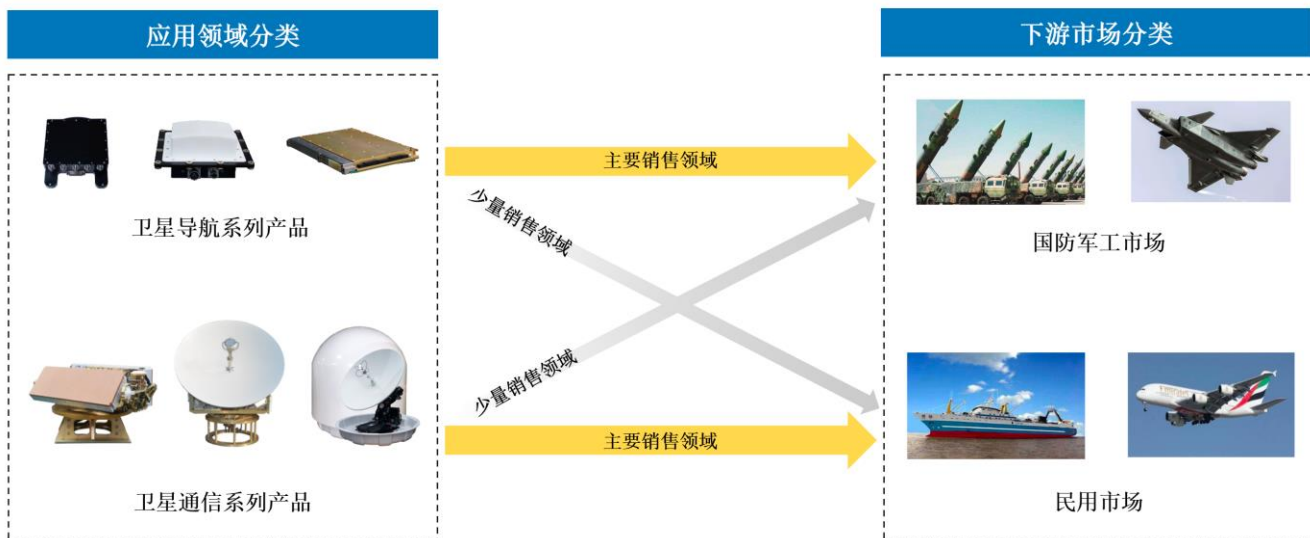 应用领域分类
下游市场分类
主要销售领域
卫星导航系列产品
少量销售领域
国防军工市场
少量销售领域
主要销售领域
卫星通信系列产品
民用市场